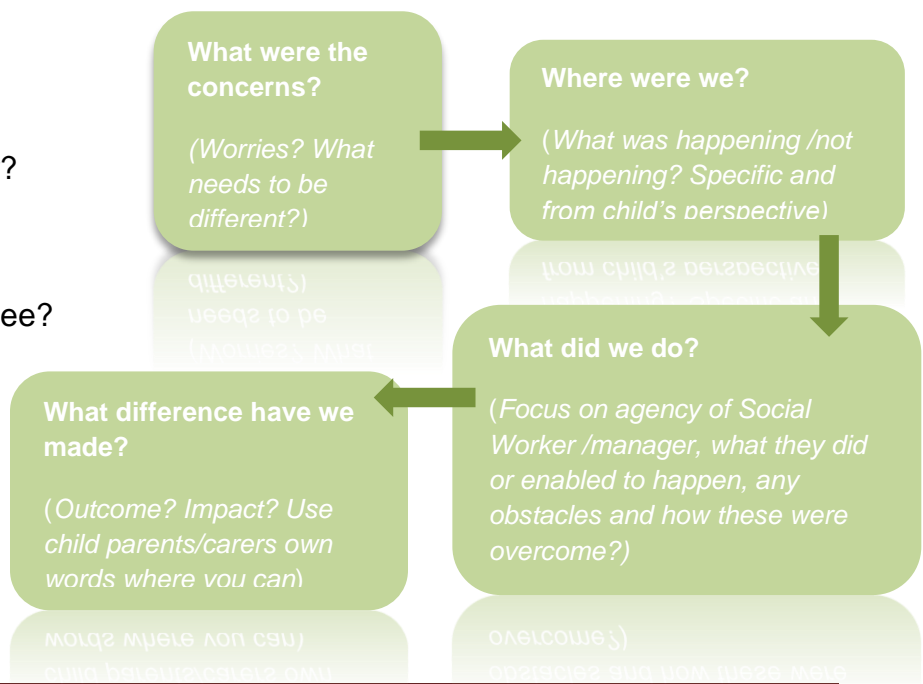 What were the
concerns?
(Worries? What
needs to be
different?)
Where were we?
(What was happening /not
happening? Specific and
from child's perspective)
?
ee?
What did we do?
(Focus on agency of Social
Worker /manager, what they did
or enabled to happen, any
obstacles and how these were
overcome?)
What difference have we
made?
(Outcome? Impact? Use
child parents/carers own
words where you can)